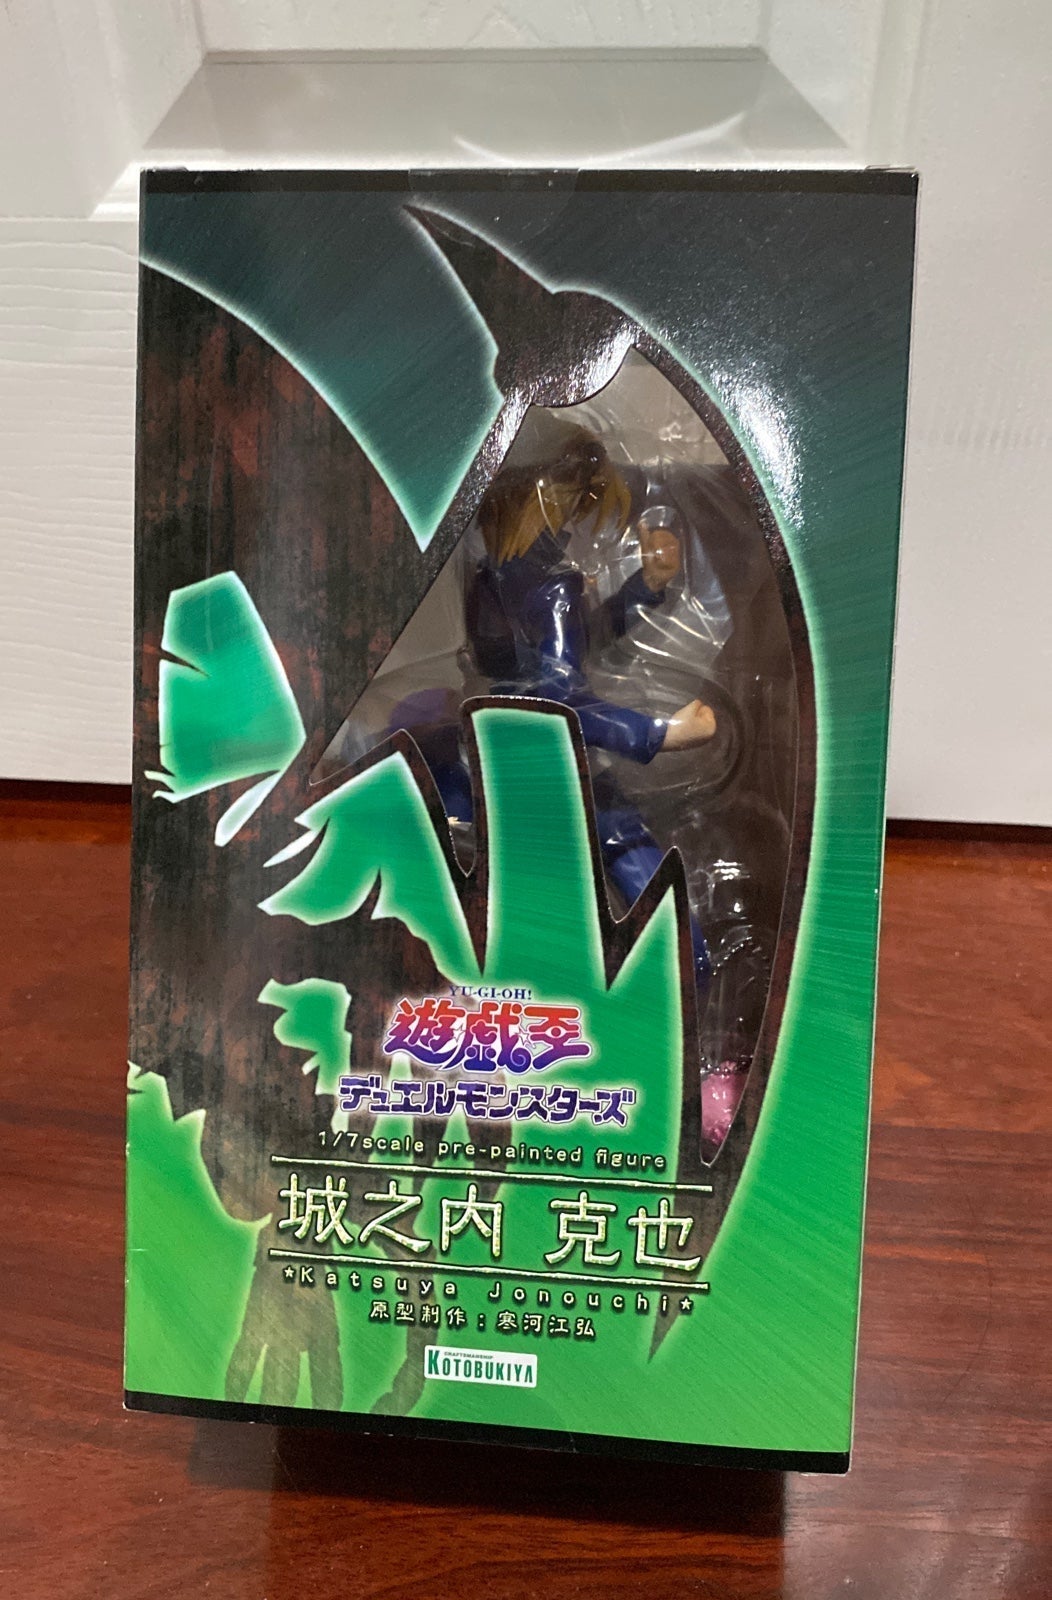 YU-GI-OH!
遊戯王
デュエルモンスターズ
1/7scale pre-painted figure
城之内 克也
★Katsuya Jonouchi★
原型制作：寒河江弘
CRAFTSMANSHIP
KOTOBUKIYA